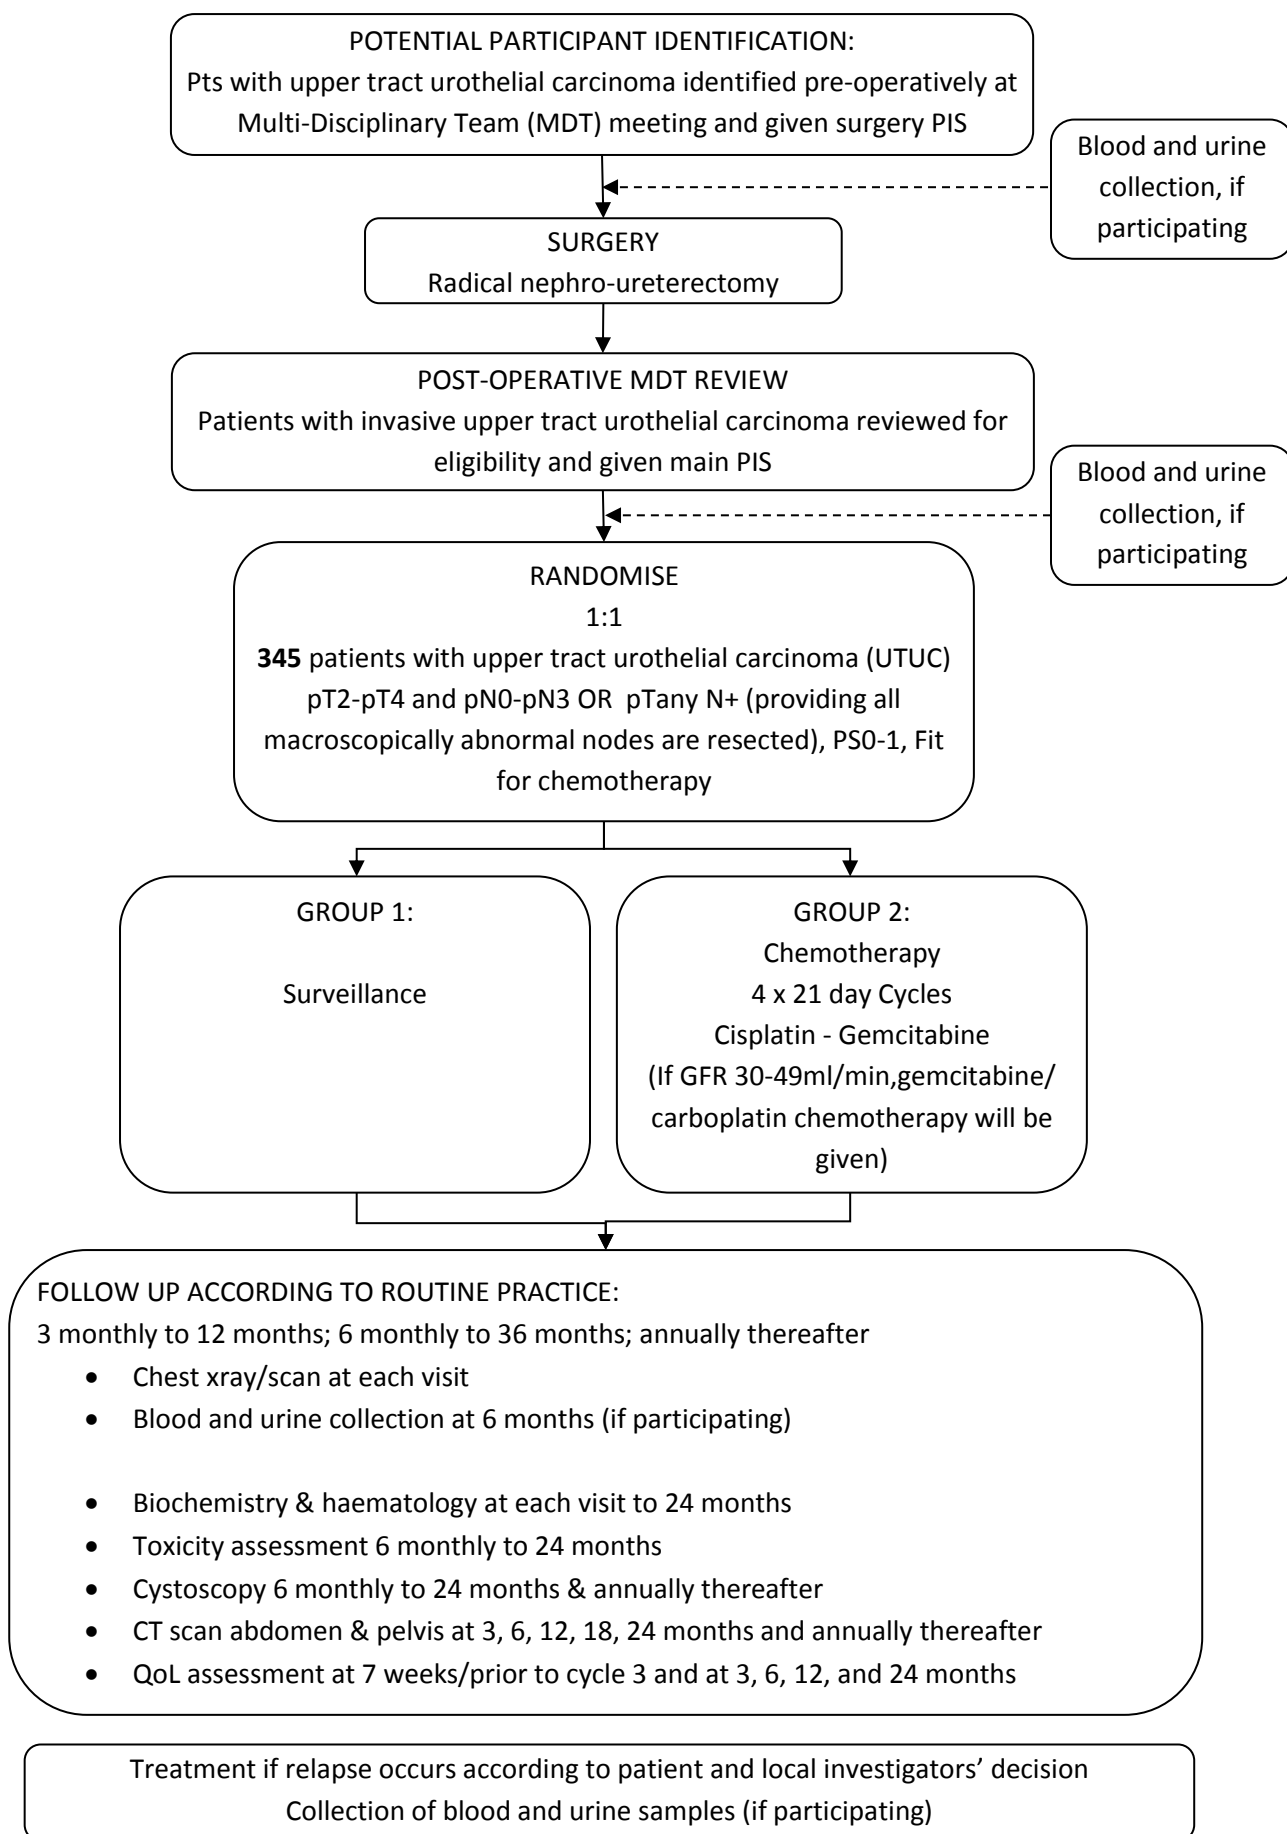 POTENTIAL PARTICIPANT IDENTIFICATION:
Pts with upper tract urothelial carcinoma identified pre-operatively at
Multi-Disciplinary Team (MDT) meeting and given surgery PIS
Blood and urine
collection, if
participating
SURGERY
Radical nephro-ureterectomy
POST-OPERATIVE MDT REVIEW
Patients with invasive upper tract urothelial carcinoma reviewed for
eligibility and given main PIS
Blood and urine
collection, if
participating
RANDOMISE
1:1
345 patients with upper tract urothelial carcinoma (UTUC)
pT2-pT4 and pN0-pN3 OR  pTany N+ (providing all
macroscopically abnormal nodes are resected), PS0-1, Fit
for chemotherapy
GROUP 1:
Surveillance
GROUP 2:
Chemotherapy
4 x 21 day Cycles
Cisplatin - Gemcitabine
(If GFR 30-49ml/min,gemcitabine/
carboplatin chemotherapy will be
given)
FOLLOW UP ACCORDING TO ROUTINE PRACTICE:
3 monthly to 12 months; 6 monthly to 36 months; annually thereafter
• Chest xray/scan at each visit
• Blood and urine collection at 6 months (if participating)
• Biochemistry & haematology at each visit to 24 months
• Toxicity assessment 6 monthly to 24 months
• Cystoscopy 6 monthly to 24 months & annually thereafter
• CT scan abdomen & pelvis at 3, 6, 12, 18, 24 months and annually thereafter
• QoL assessment at 7 weeks/prior to cycle 3 and at 3, 6, 12, and 24 months
Treatment if relapse occurs according to patient and local investigators’ decision
Collection of blood and urine samples (if participating)